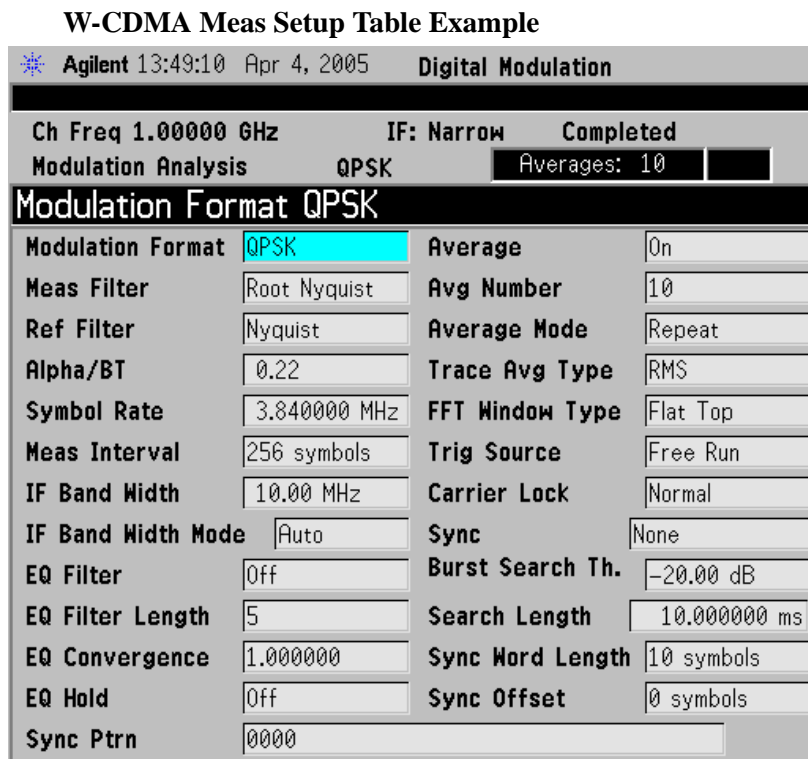 W-CDMA Meas Setup Table Example
Agilent 13:49:10 Apr 4, 2005 Digital Modulation
Ch Freq 1.00000 GHz IF: Narrow Completed
Modulation Analysis QPSK Averages: 10
Modulation Format QPSK
Modulation Format QPSK Average On
Meas Filter Root Nyquist Avg Number 10
Ref Filter Nyquist Average Mode Repeat
Alpha/BT 0.22 Trace Avg Type RMS
Symbol Rate 3.840000 MHz FFT Window Type Flat Top
Meas Interval 256 symbols Trig Source Free Run
IF Band Width 10.00 MHz Carrier Lock Normal
IF Band Width Mode Auto Sync None
EQ Filter Off Burst Search Th. -20.00 dB
EQ Filter Length 5 Search Length 10.000000 ms
EQ Convergence 1.000000 Sync Word Length 10 symbols
EQ Hold Off Sync Offset 0 symbols
Sync Ptrn 0000